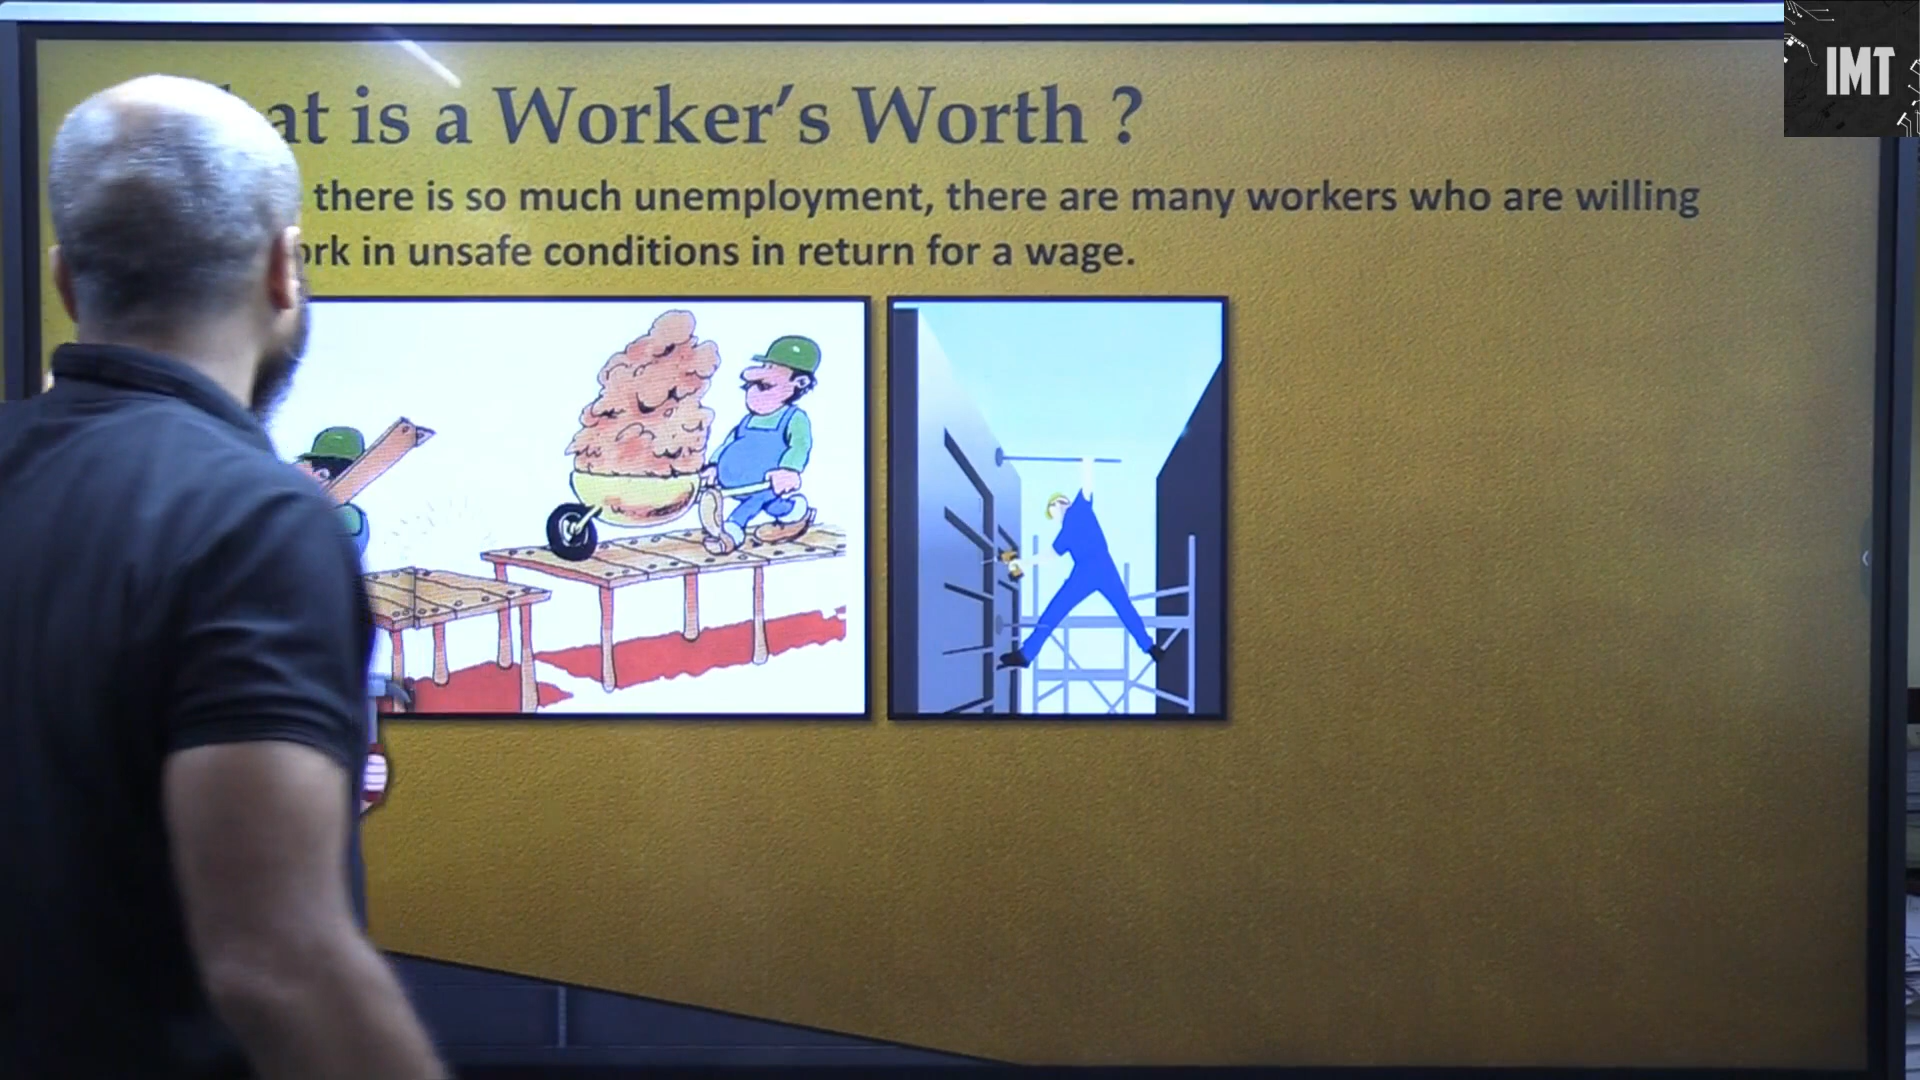 at is a Worker's Worth ?
there is so much unemployment, there are many workers who are willing
rk in unsafe conditions in return for a wage.
IMT